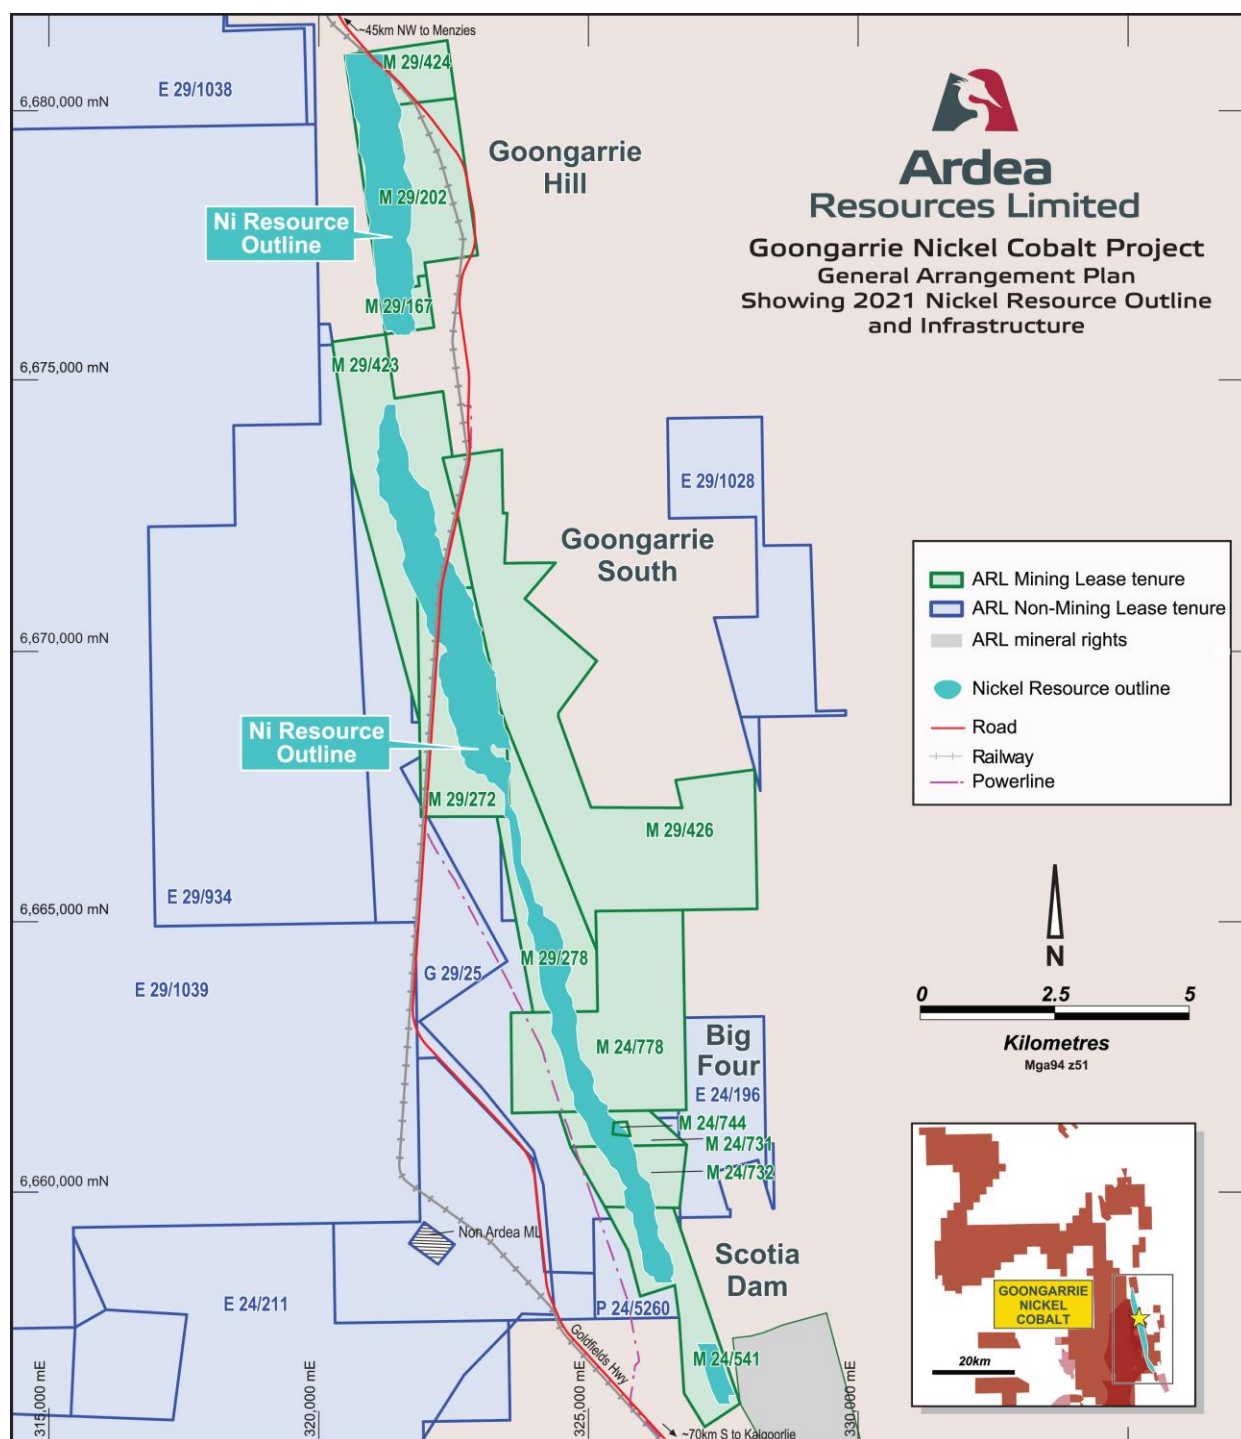 ~45km NW to Menzies
M 29/424
E 29/1038
6,680,000 mN
Goongarrie
Hill
Ardea
Resources Limited
Goongarrie Nickel Cobalt Project
General Arrangement Plan
Showing 2021 Nickel Resource Outline
and Infrastructure
M 29/202
Ni Resource
Outline
M 29/167
M 29/423
6,675,000 mN
E 29/1028
Goongarrie
South
ARL Mining Lease tenure
ARL Non-Mining Lease tenure
ARL mineral rights
Nickel Resource outline
Road
Railway
Powerline
6,670,000 mN
Ni Resource
Outline
M 29/272
M 29/426
E 29/934
6,665,000 mN
M 29/278
G 29/25
E 29/1039
N
0 2.5 5
Kilometres
Mga94 z51
M 24/778
Big
Four
E 24/196
M 24/744
M 24/731
M 24/732
6,660,000 mN
Non Ardea ML
Scotia
Dam
E 24/211
P 24/5260
Goldfields Hwy
M 24/541
GOONGARRIE
NICKEL
COBALT
20km
315,000 mE
320,000 mE
325,000 mE
330,000 mE
~70km S to Kalgoorlie